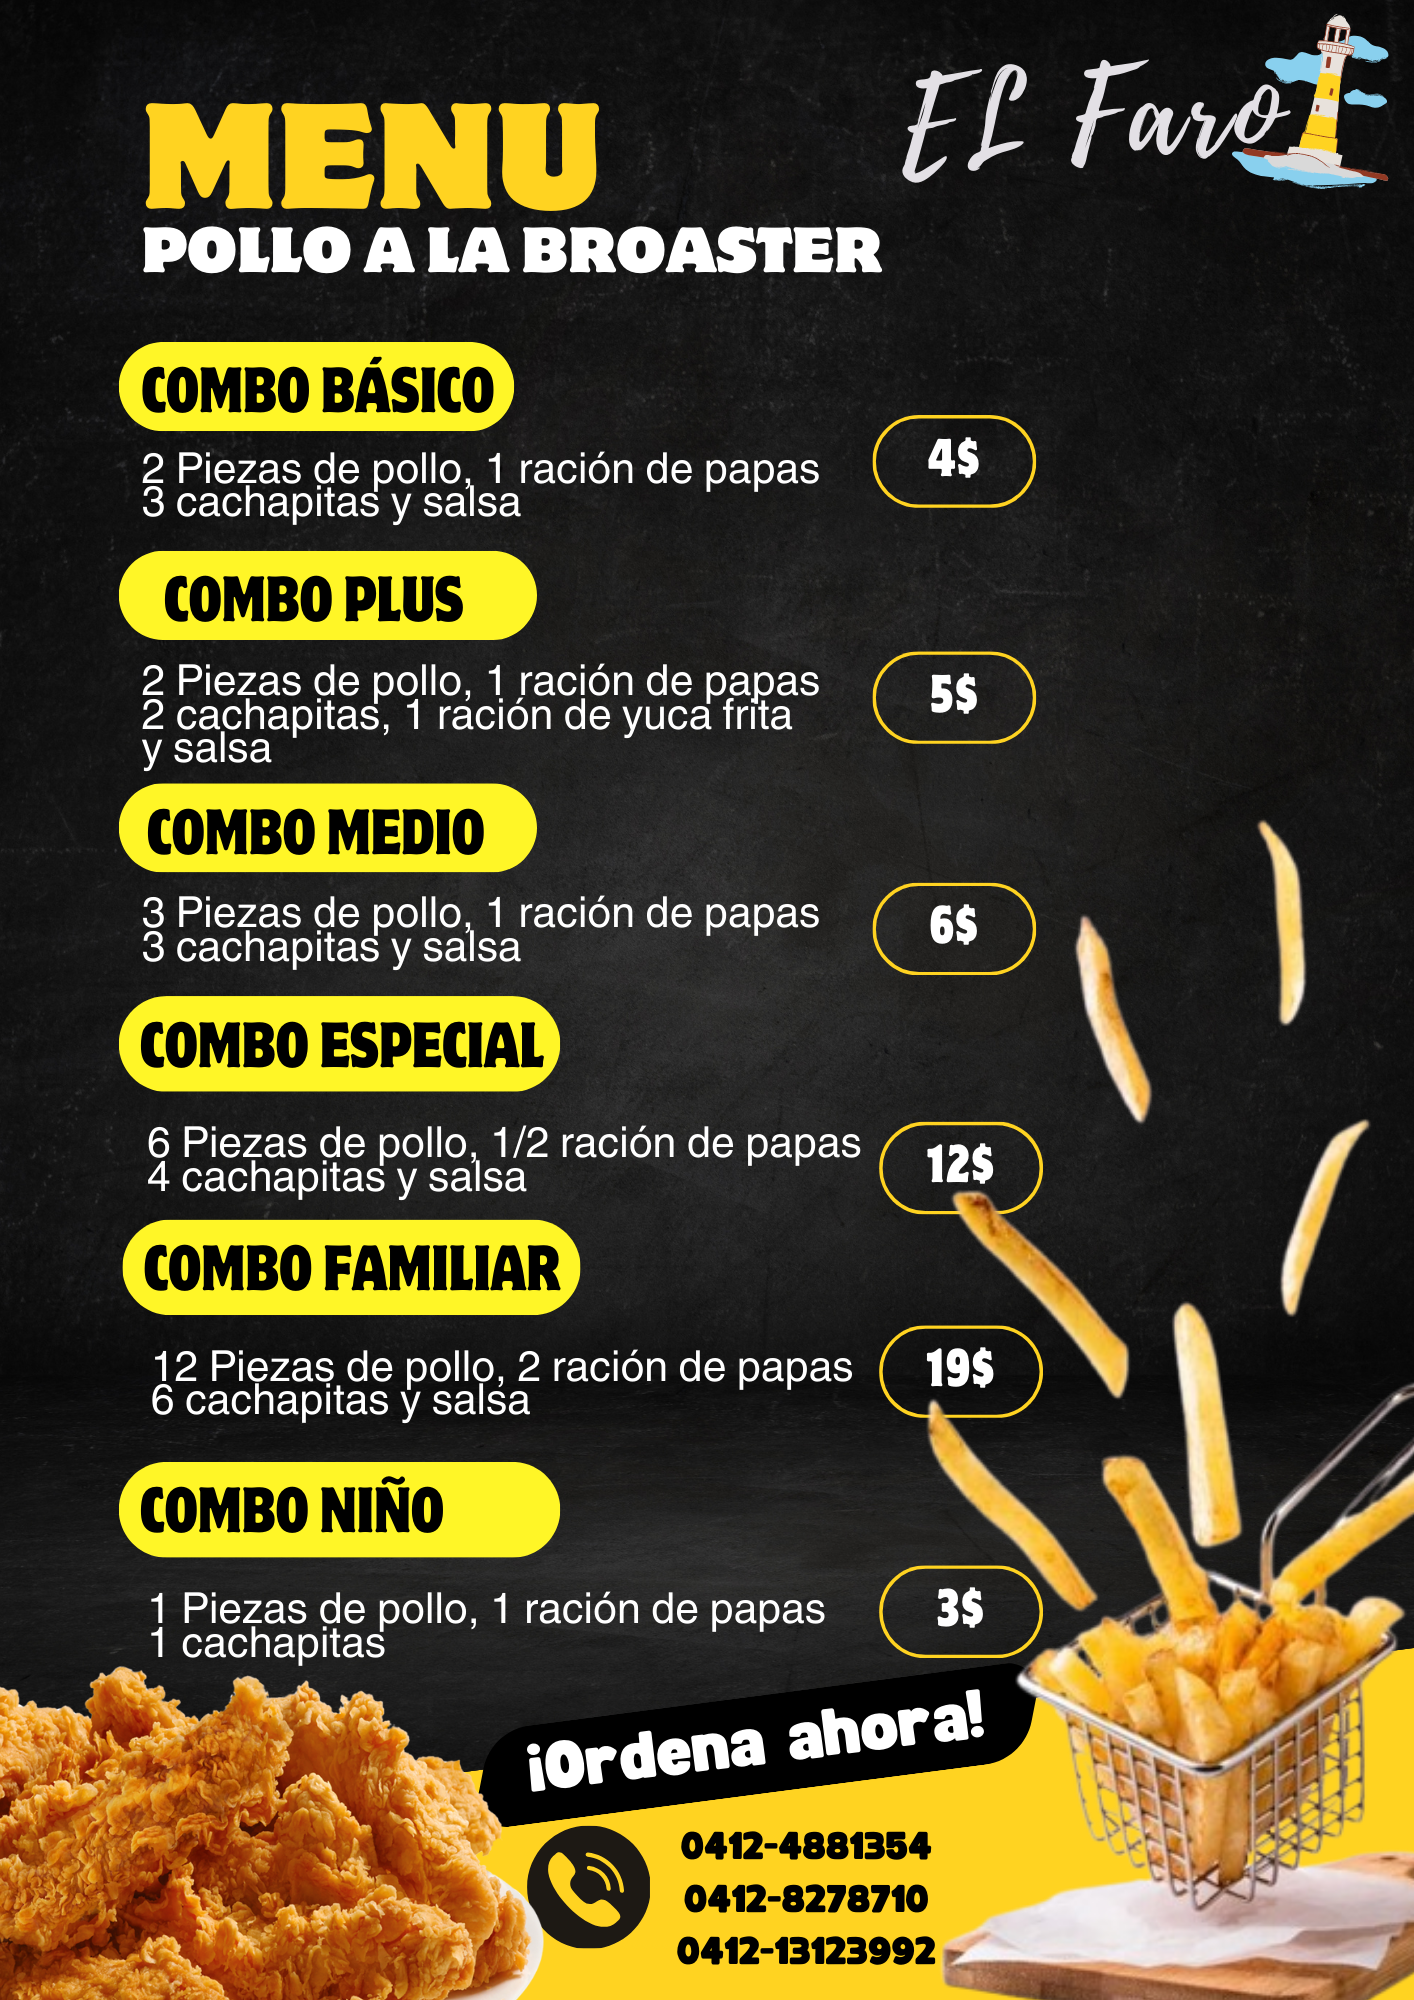 EL Faro
MENU
POLLO A LA BROASTER
COMBO BÁSICO
2 Piezas de pollo, 1 ración de papas
3 cachapitas y salsa
4$
COMBO PLUS
2 Piezas de pollo, 1 ración de papas
2 cachapitas, 1 ración de yuca frita
y salsa
5$
COMBO MEDIO
3 Piezas de pollo, 1 ración de papas
3 cachapitas y salsa
6$
COMBO ESPECIAL
6 Piezas de pollo, 1/2 ración de papas
4 cachapitas y salsa
12$
COMBO FAMILIAR
12 Piezas de pollo, 2 ración de papas
6 cachapitas y salsa
19$
COMBO NIÑO
1 Piezas de pollo, 1 ración de papas
1 cachapitas
3$
¡Ordena ahora!
0412-4881354
0412-8278710
0412-13123992